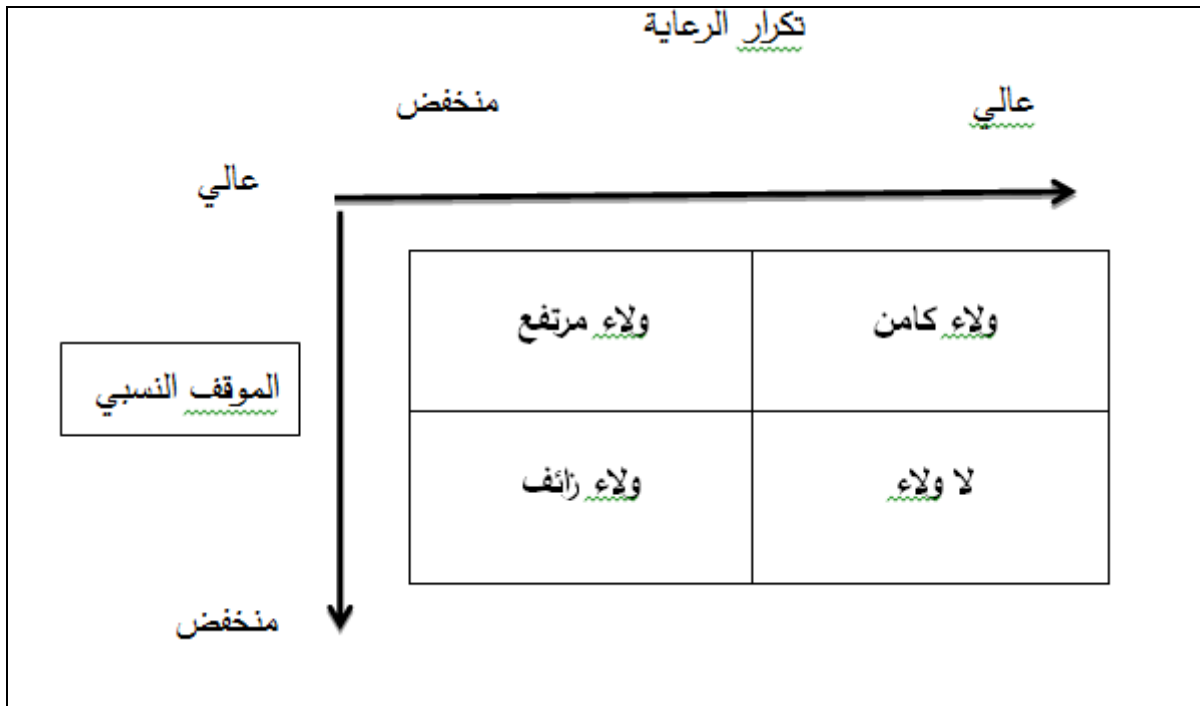 تكرار الرعاية
عالي
منخفض
عالي
ولاء كامن
ولاء مرتفع
الموقف النسبي
لا ولاء
ولاء زائف
منخفض